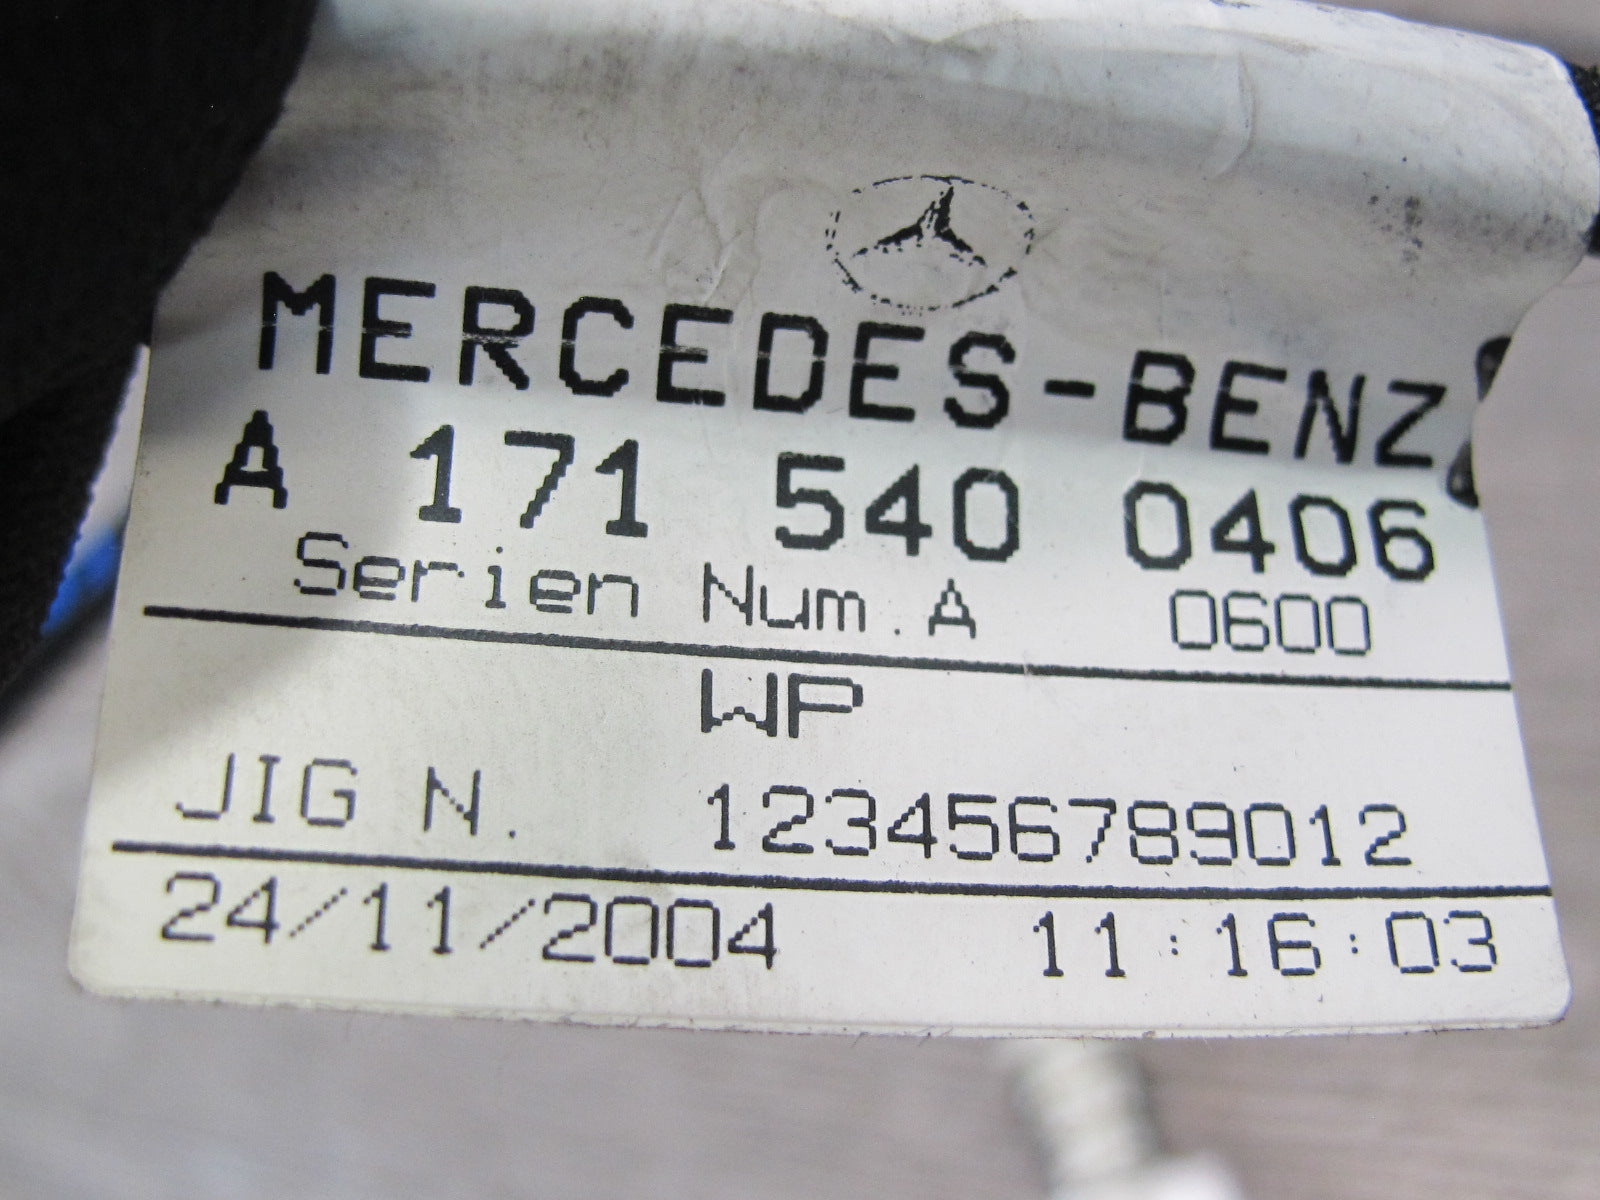 MERCEDES-BENZ
A 171 540 0406
Serien Num.A 0600
WP
JIG N. 123456789012
24/11/2004 11:16:03